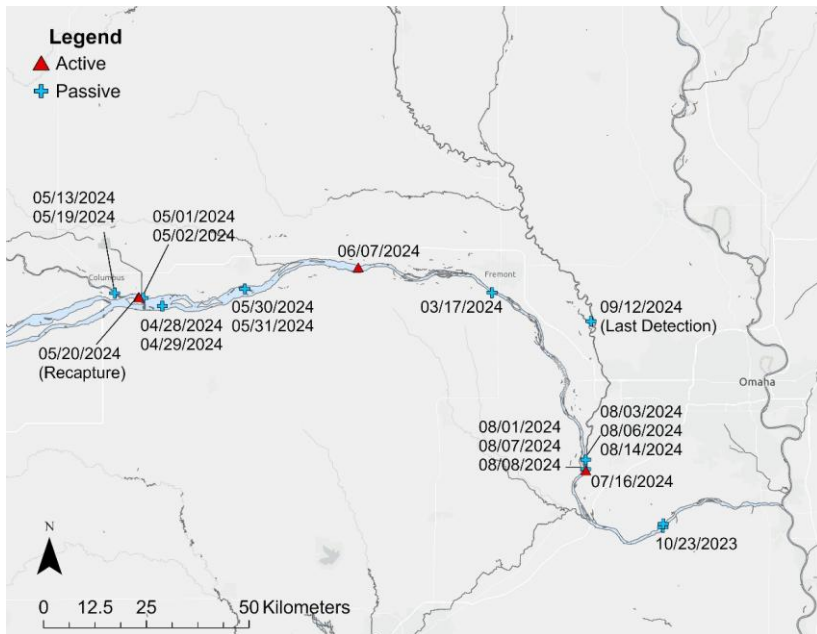 Legend
Active
Passive
05/13/2024
05/19/2024
05/01/2024
05/02/2024
Columbus
06/07/2024
Fremont
05/30/2024
05/31/2024
03/17/2024
09/12/2024
(Last Detection)
04/28/2024
04/29/2024
05/20/2024
(Recapture)
Omaha
08/01/2024
08/07/2024
08/08/2024
08/03/2024
08/06/2024
08/14/2024
07/16/2024
10/23/2023
N
0 12.5 25 50 Kilometers